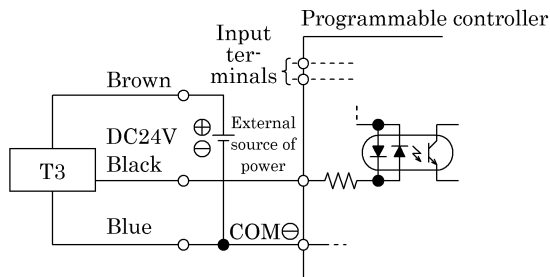 Programmable controller
Input
ter-
minals
Brown
DC24V
⊕
⊖
External
source of
power
Black
T3
Blue
COM⊖